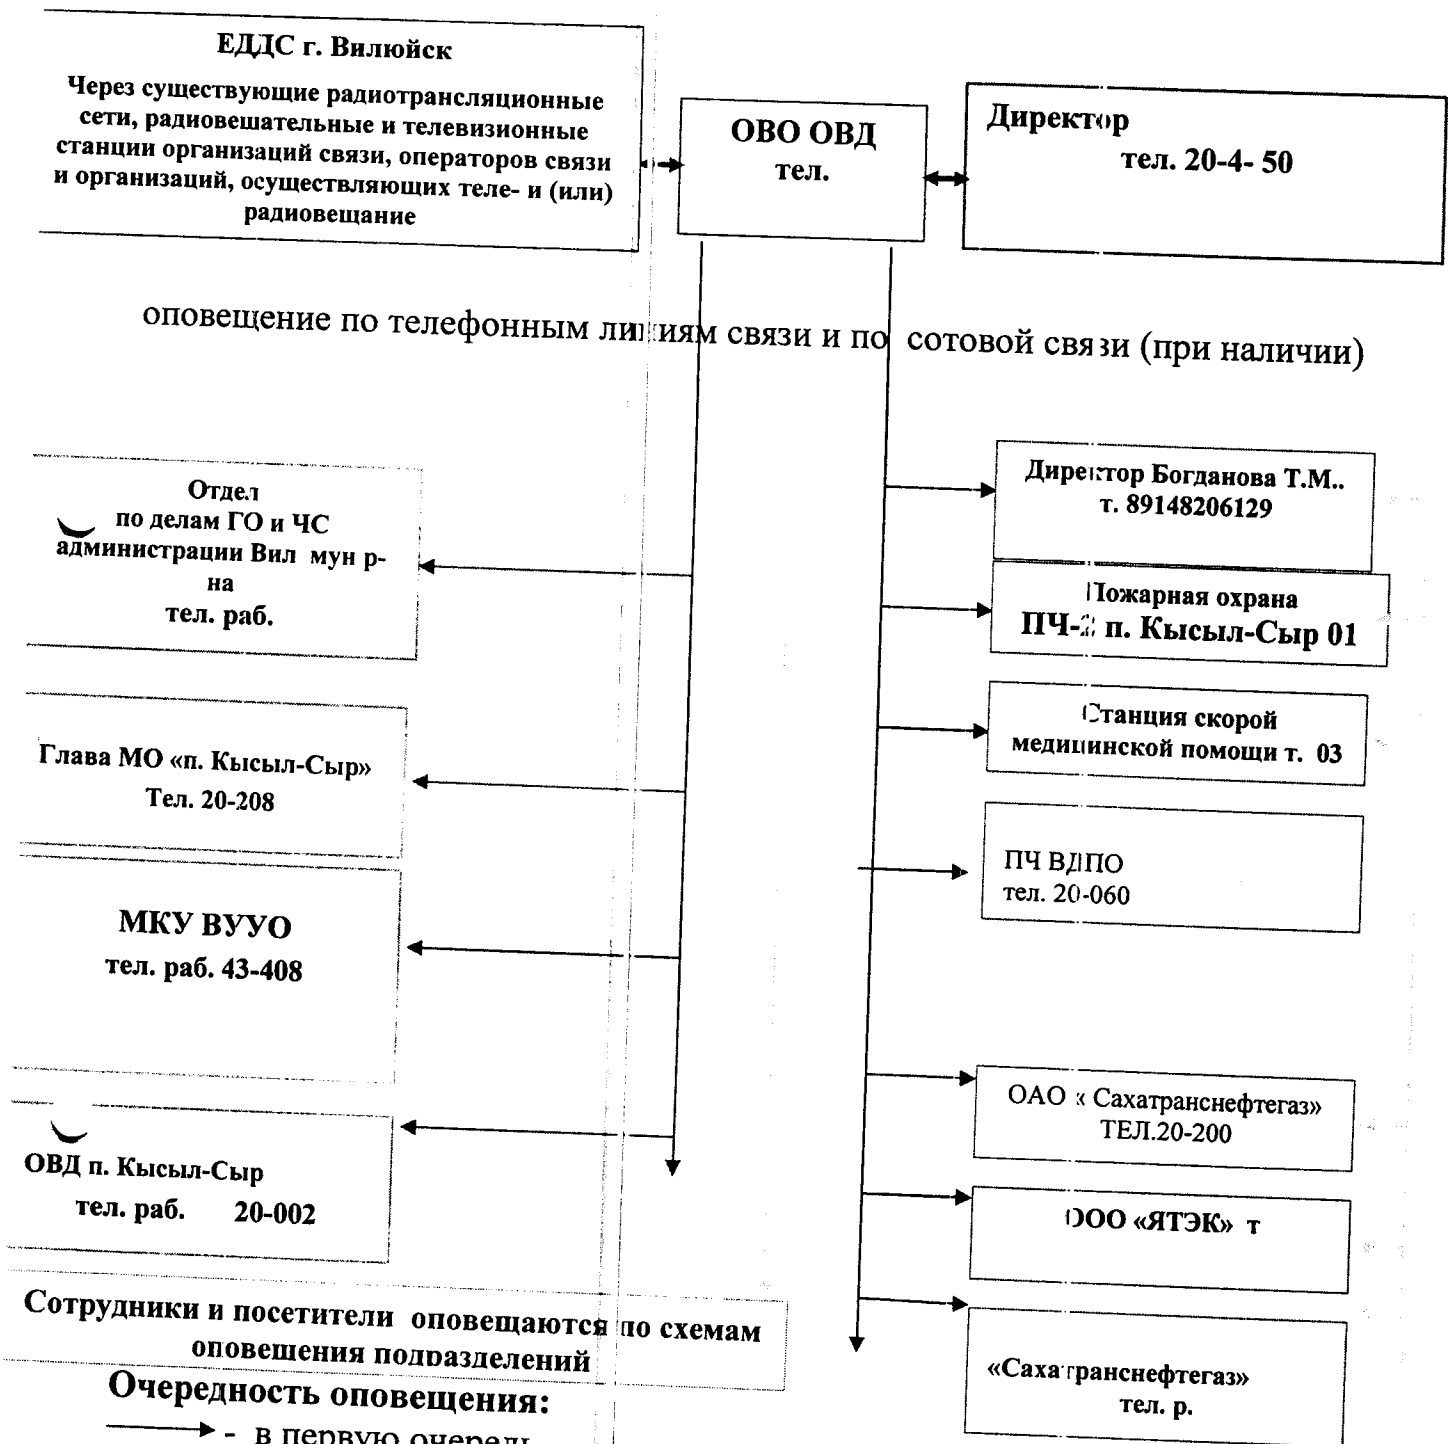 ЕДДС г. Вилюйск
Через существующие радиотрансляционные
сети, радиовешательные и телевизионные
станции организаций связи, операторов связи
и организаций, осуществляющих теле- и (или)
радиовещание
ОВО ОВД
тел.
Директор
тел. 20-4- 50
оповещение по телефонным линиям связи и по сотовой связи (при наличии)
Отдел
по делам ГО и ЧС
администрации Вил мун р-
на
тел. раб.
Глава МО «п. Кысыл-Сыр»
Тел. 20-208
МКУ ВУУО
тел. раб. 43-408
ОВД п. Кысыл-Сыр
тел. раб. 20-002
Директор Богданова Т.М..
т. 89148206129
Пожарная охрана
ПЧ-2 п. Кысыл-Сыр 01
Станция скорой
медицинской помощи т. 03
ПЧ ВДПО
тел. 20-060
ОАО « Сахатранснефтегаз»
ТЕЛ.20-200
ООО «ЯТЭК» т
«Сахатранснефтегаз»
тел. р.
Сотрудники и посетители оповещаются по схемам
оповещения подразделений
Очередность оповещения:
- в первую очередь